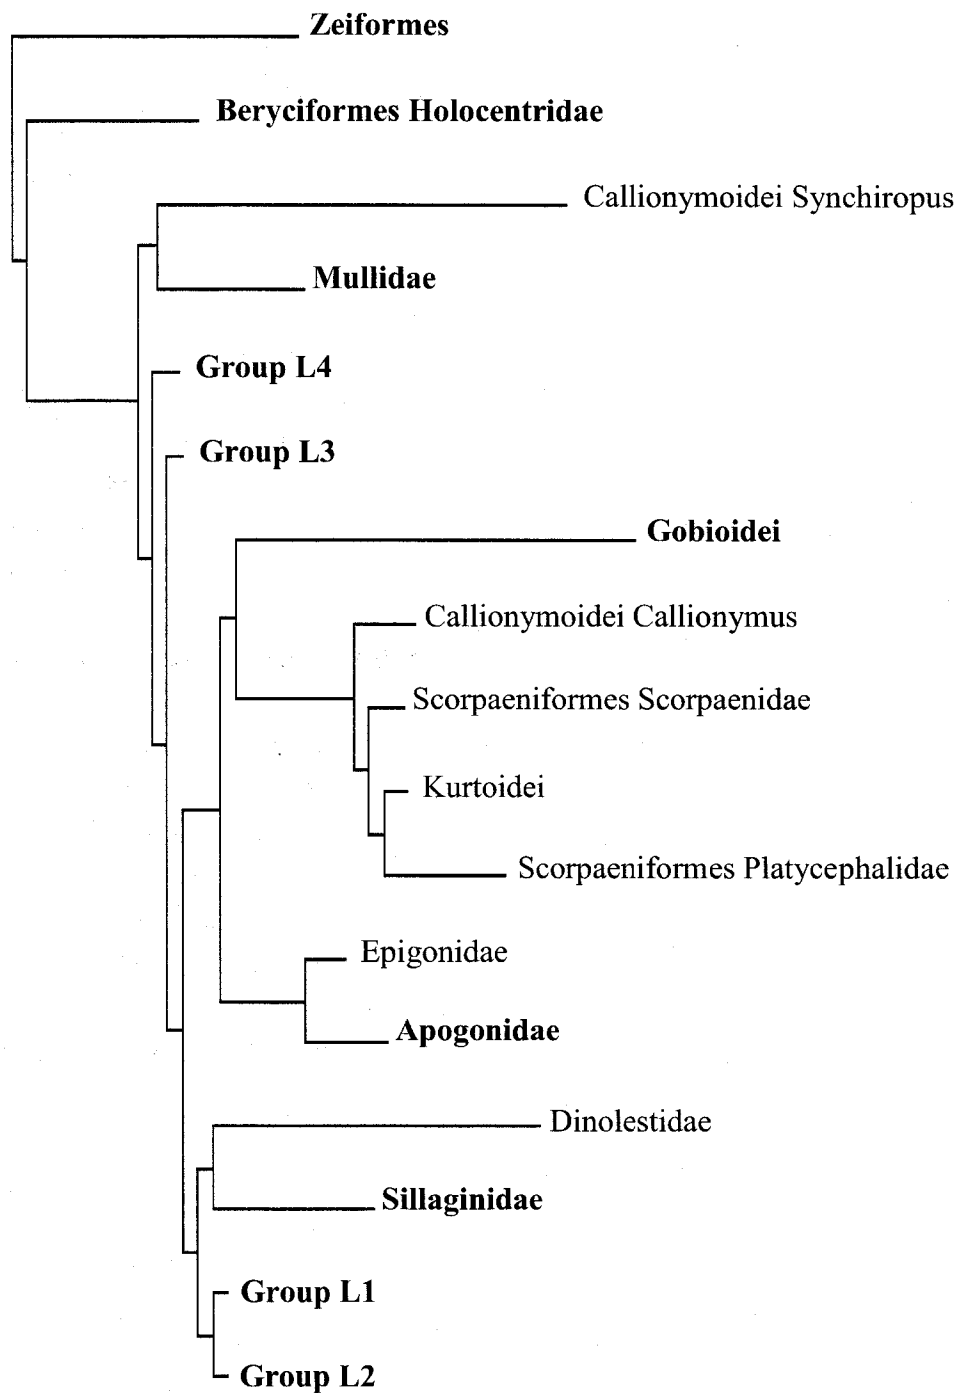 Zeiformes
Beryciformes Holocentridae
Callionymoidei Synchiropus
Mullidae
Group L4
Group L3
Gobioidei
Callionymoidei Callionymus
Scorpaeniformes Scorpaenidae
Kurtoidei
Scorpaeniformes Platycephalidae
Epigonidae
Apogonidae
Dinolestidae
Sillaginidae
Group L1
Group L2